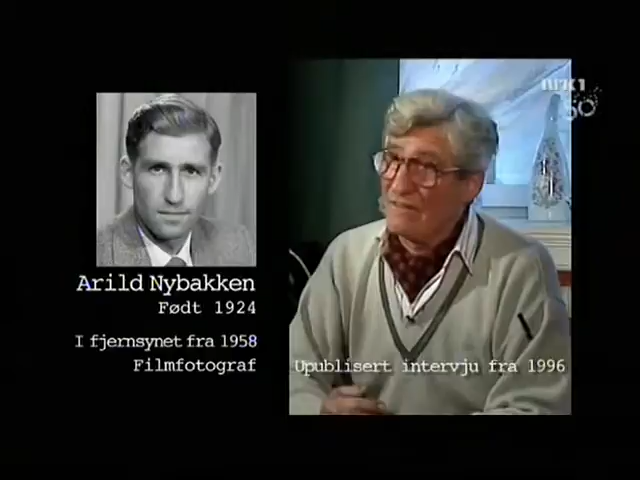 NRK1
50
Arild Nybakken
Født 1924
I fjernsynet fra 1958
Filmfotograf
Upublisert intervju fra 1996